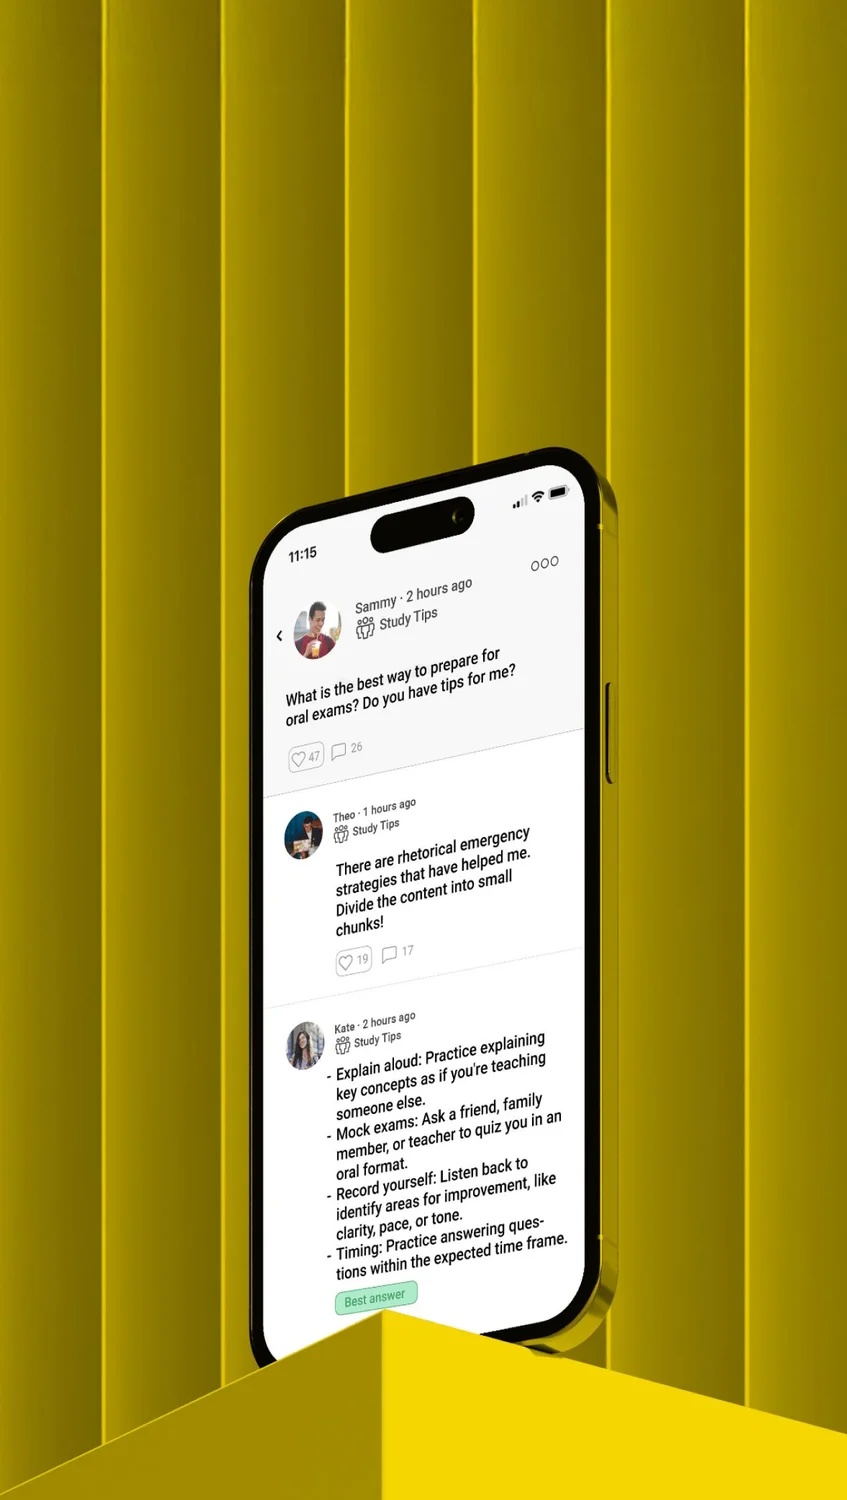 11:15
Sammy · 2 hours ago
Study Tips
What is the best way to prepare for
oral exams? Do you have tips for me?
47 26
Theo · 1 hours ago
Study Tips
There are rhetorical emergency
strategies that have helped me.
Divide the content into small
chunks!
19 17
Kate · 2 hours ago
Study Tips
- Explain aloud: Practice explaining
key concepts as if you're teaching
someone else.
- Mock exams: Ask a friend, family
member, or teacher to quiz you in an
oral format.
- Record yourself: Listen back to
identify areas for improvement, like
clarity, pace, or tone.
- Timing: Practice answering ques-
tions within the expected time frame.
Best answer